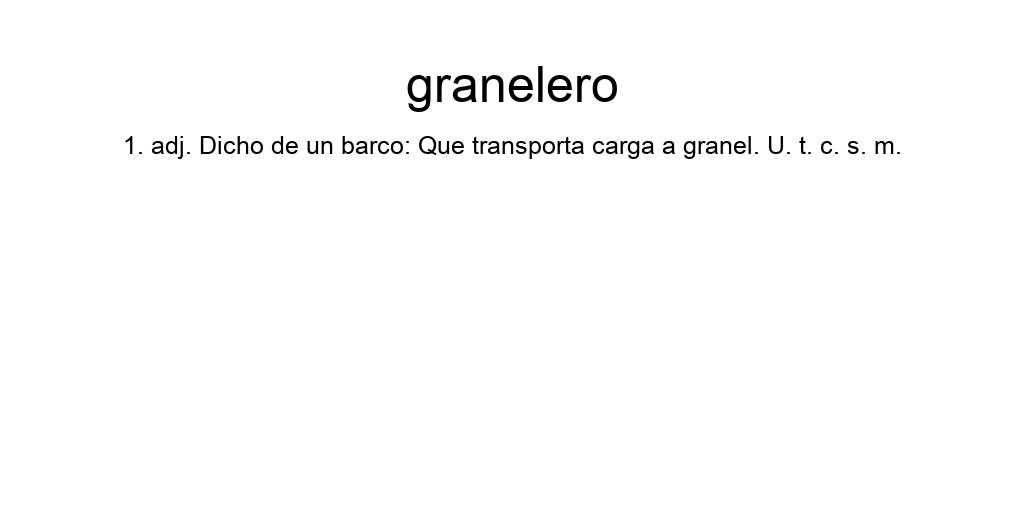 granelero
1. adj. Dicho de un barco: Que transporta carga a granel. U. t. c. s. m.